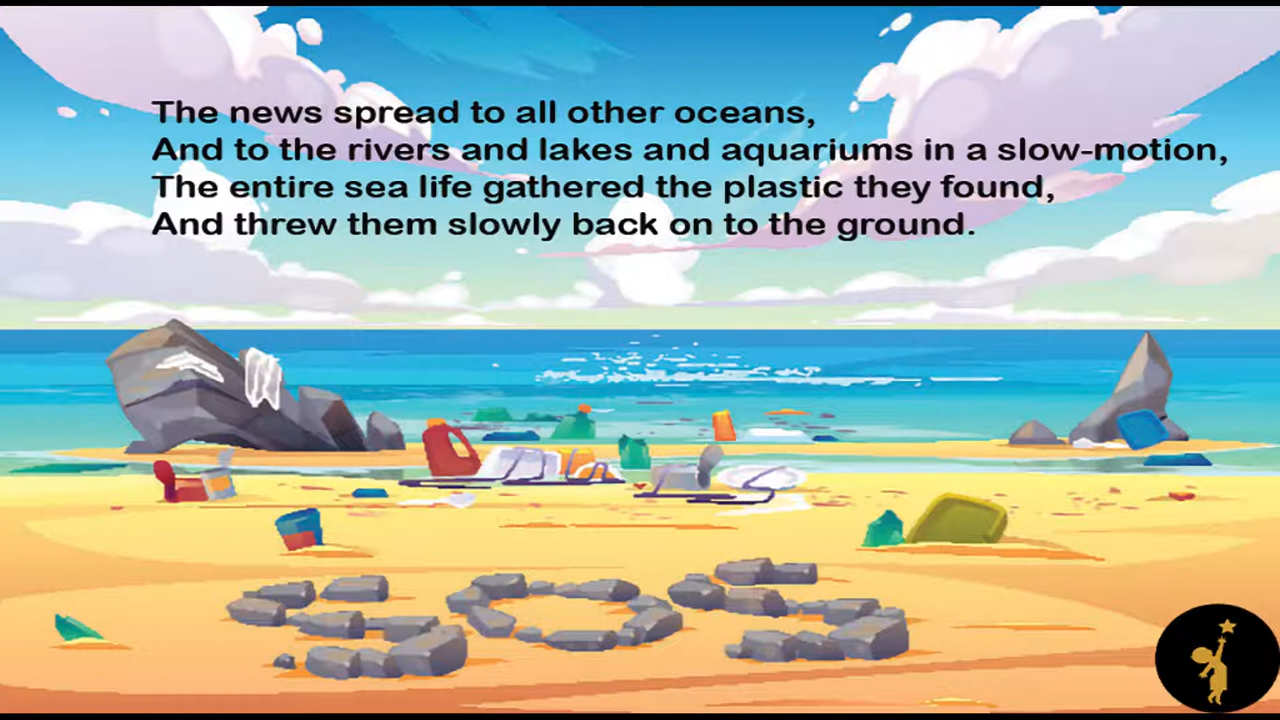 The news spread to all other oceans,
And to the rivers and lakes and aquariums in a slow-motion,
The entire sea life gathered the plastic they found,
And threw them slowly back on to the ground.
SOS